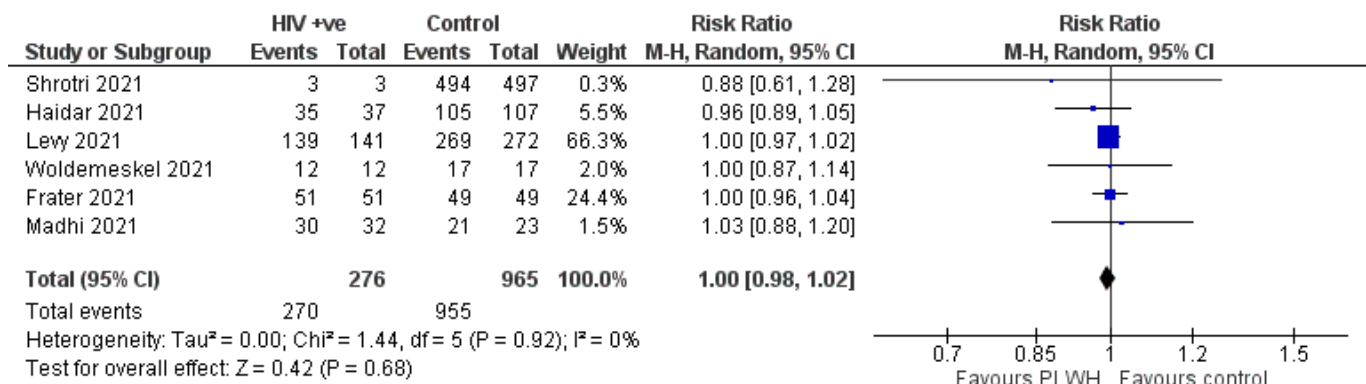 HIV +ve Control Risk Ratio Risk Ratio
Study or Subgroup Events Total Events Total Weight M-H, Random, 95% CI M-H, Random, 95% CI
Shrotri 2021 3 3 494 497 0.3% 0.88 [0.61, 1.28]
Haidar 2021 35 37 105 107 5.5% 0.96 [0.89, 1.05]
Levy 2021 139 141 269 272 66.3% 1.00 [0.97, 1.02]
Woldemeskel 2021 12 12 17 17 2.0% 1.00 [0.87, 1.14]
Frater 2021 51 51 49 49 24.4% 1.00 [0.96, 1.04]
Madhi 2021 30 32 21 23 1.5% 1.03 [0.88, 1.20]
Total (95% CI) 276 965 100.0% 1.00 [0.98, 1.02]
Total events 270 955
Heterogeneity: Tau² = 0.00; Chi² = 1.44, df = 5 (P = 0.92); I² = 0%
Test for overall effect: Z = 0.42 (P = 0.68)
0.7 0.85 1 1.2 1.5
Favours PLWH Favours control